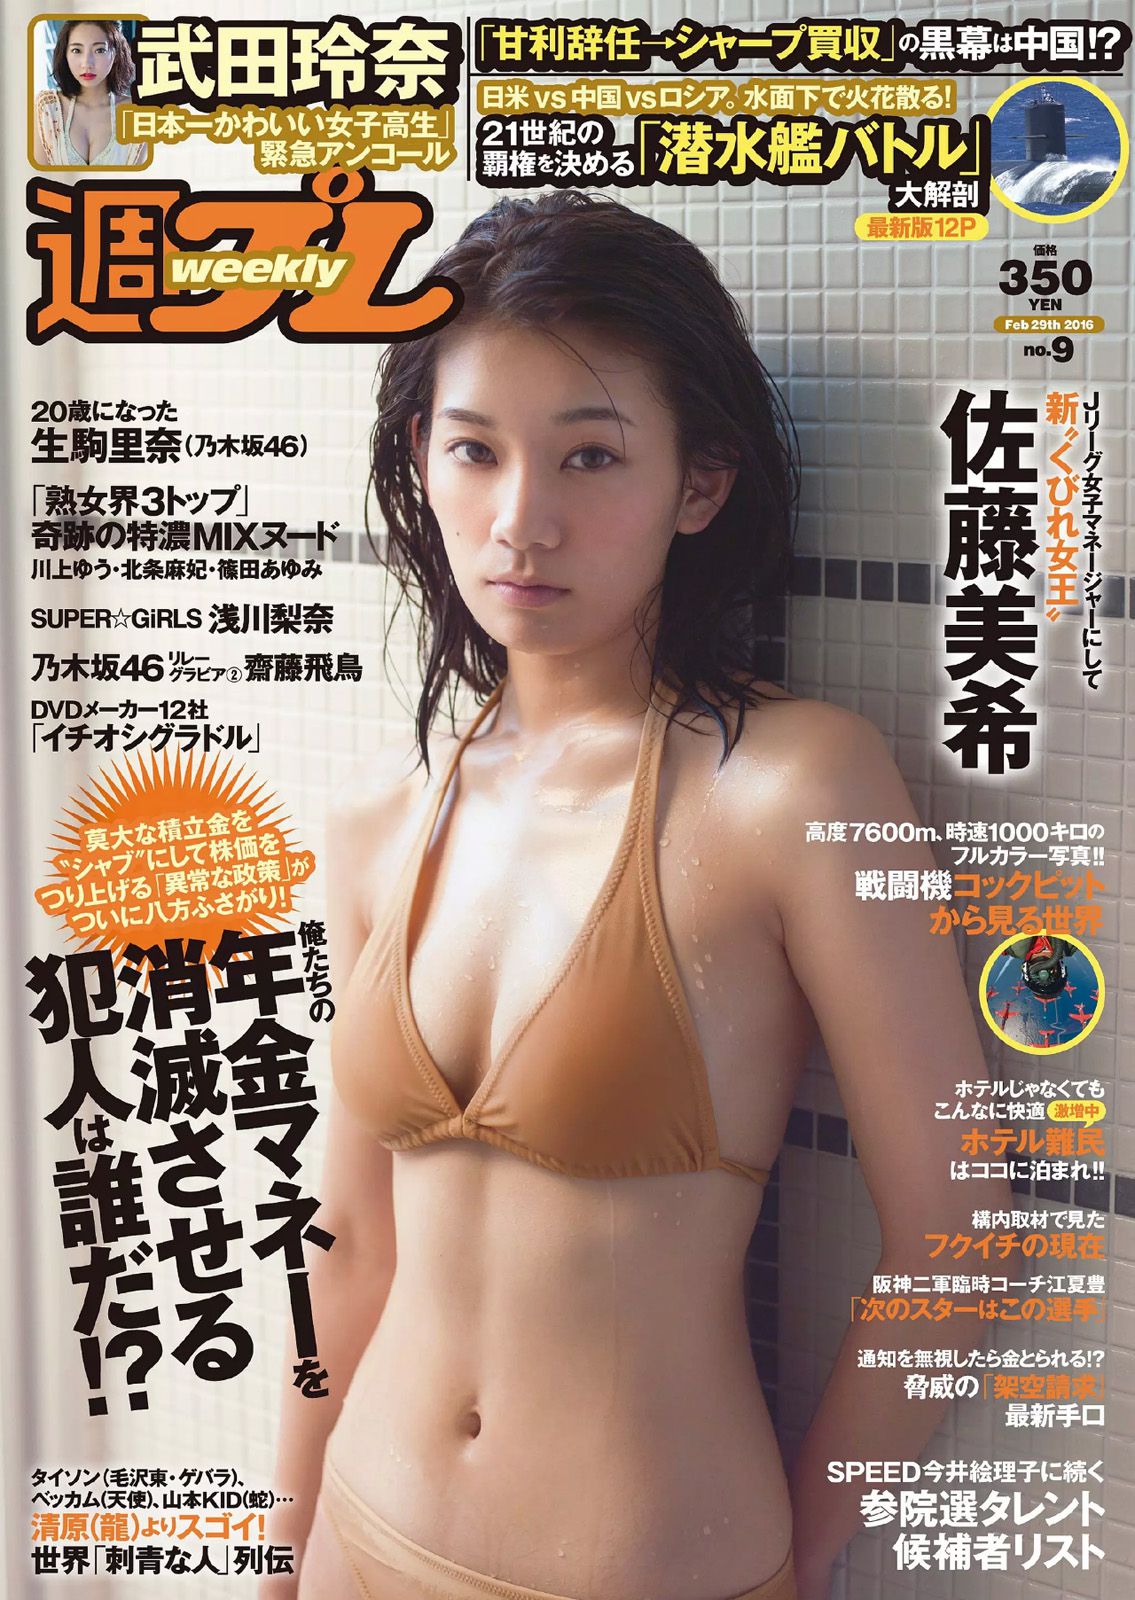 武田玲奈
「日本一かわいい女子高生」
緊急アンコール
「甘利辞任→シャープ買収」の黒幕は中国!?
日米vs中国vsロシア。水面下で火花散る!
21世紀の
覇権を決める「潜水艦バトル」
大解剖
最新版12P
週プレ
weekly
価格
350
YEN
Feb 29th 2016
no.9
20歳になった
生駒里奈(乃木坂46)
「熟女界3トップ」
奇跡の特濃MIXヌード
川上ゆう・北条麻妃・篠田あゆみ
SUPER☆GiRLS 浅川梨奈
乃木坂46 リレーグラビア② 齋藤飛鳥
DVDメーカー12社
「イチオシグラドル」
莫大な積立金を
“シャブ”にして株価を
つり上げる「異常な政策」が
ついに八方ふさがり!
俺たちの
年金マネーを
消滅させる
犯人は誰だ!?
タイソン(毛沢東・ゲバラ)、
ベッカム(天使)、山本KID(蛇)…
清原(龍)よりスゴイ!
世界「刺青な人」列伝
Jリーグ女子マネージャーにして
新“くびれ女王”
佐藤美希
高度7600m、時速1000キロの
フルカラー写真!!
戦闘機コックピット
から見る世界
ホテルじゃなくても
こんなに快適 激増中
ホテル難民
はココに泊まれ!!
構内取材で見た
フクイチの現在
阪神二軍臨時コーチ江夏豊
「次のスターはこの選手」
通知を無視したら金とられる!?
脅威の「架空請求」
最新手口
SPEED今井絵理子に続く
参院選タレント
候補者リスト